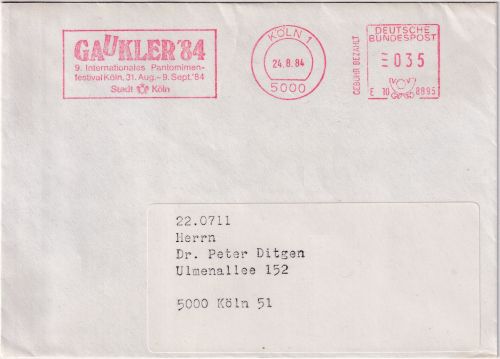 GAUKLER'84
9. Internationales Pantomimen-
festival Köln, 31. Aug.– 9. Sept.'84
Stadt Köln
KÖLN 1
24.8.84
5000
GEBÜHR BEZAHLT
DEUTSCHE
BUNDESPOST
035
E 10 8895
22.0711
Herrn
Dr. Peter Ditgen
Ulmenallee 152
5000 Köln 51